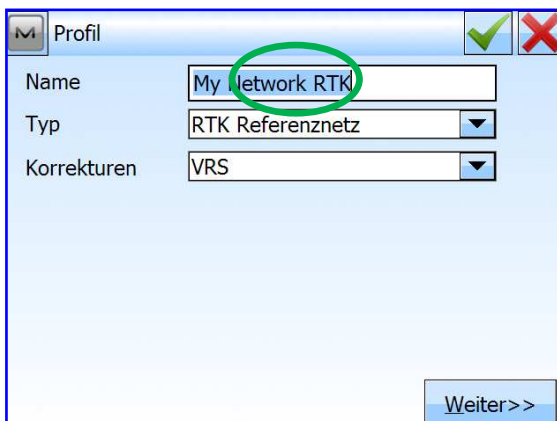 Profil
Name My Network RTK
Typ RTK Referenznetz
Korrekturen VRS
Weiter>>